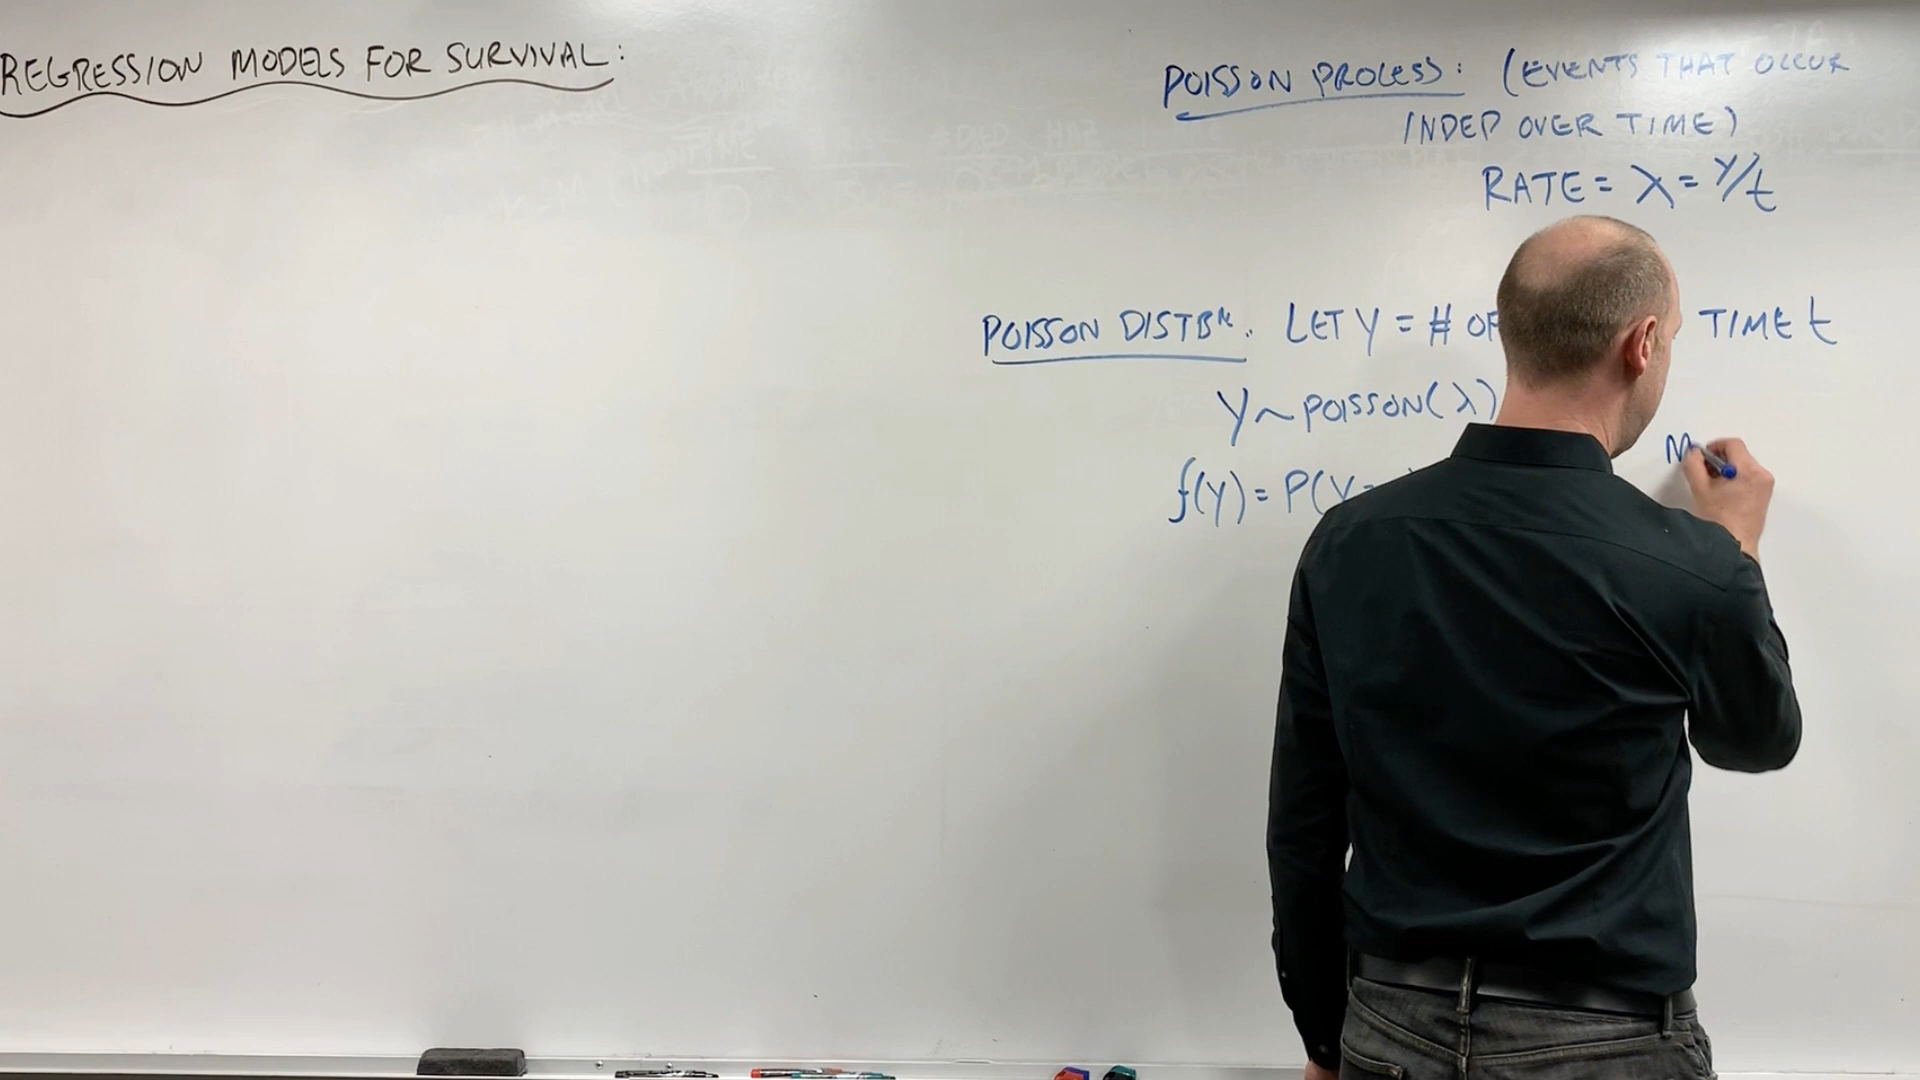 REGRESSION MODELS FOR SURVIVAL:
POISSON PROCESS: (EVENTS THAT OCCUR
INDEP OVER TIME)
RATE = λ = Y/t
POISSON DISTBN. LET Y = # OF TIME t
Y ~ POISSON(λ)
f(y) = P(Y =